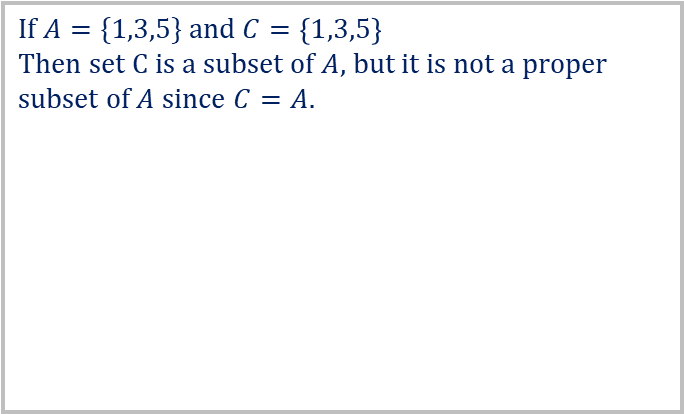 If A = {1,3,5} and C = {1,3,5}
Then set C is a subset of A, but it is not a proper
subset of A since C = A.